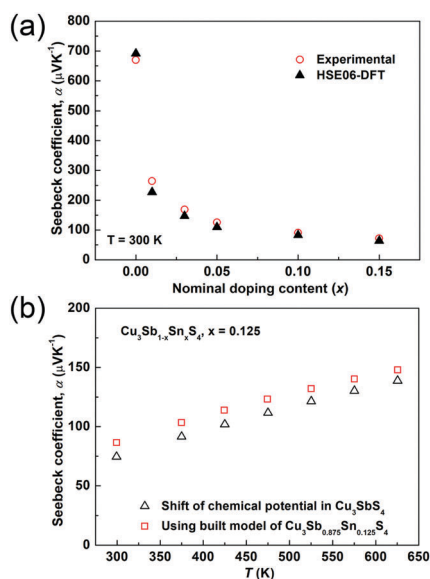 (a)
800
700
600
500
400
300
200
100
0
Seebeck coefficient, α (μVK⁻¹)
Experimental
HSE06-DFT
T = 300 K
0.00 0.05 0.10 0.15
Nominal doping content (x)
(b)
200
150
100
50
0
Seebeck coefficient, α (μVK⁻¹)
Cu₃Sb₁₋ₓSnₓS₄, x = 0.125
Shift of chemical potential in Cu₃SbS₄
Using built model of Cu₃Sb₀.₈₇₅Sn₀.₁₂₅S₄
300 350 400 450 500 550 600 650
T (K)